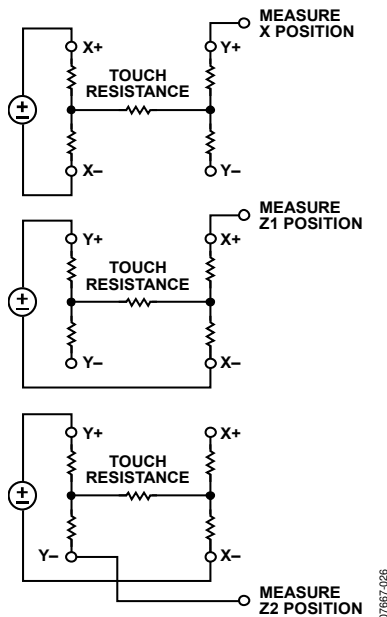 MEASURE
X POSITION
X+
Y+
TOUCH
RESISTANCE
X–
Y–
MEASURE
Z1 POSITION
Y+
X+
TOUCH
RESISTANCE
Y–
X–
Y+
X+
TOUCH
RESISTANCE
Y–
X–
MEASURE
Z2 POSITION
07667-026